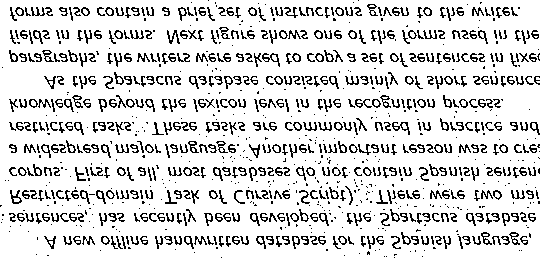 A new offline handwritten database for the Spanish language,
sentences, has recently been developed: the Spartacus database
Restricted-domain Task of Cursive Script). There were two mai
corpus. First of all, most databases do not contain Spanish senten
a widespread major language. Another important reason was to cre
restricted tasks. These tasks are commonly used in practice and
knowledge beyond the lexicon level in the recognition process.
As the Spartacus database consisted mainly of short sentence
paragraphs, the writers were asked to copy a set of sentences in fixe
fields in the forms. Next figure shows one of the forms used in the
forms also contain a brief set of instructions given to the writer.